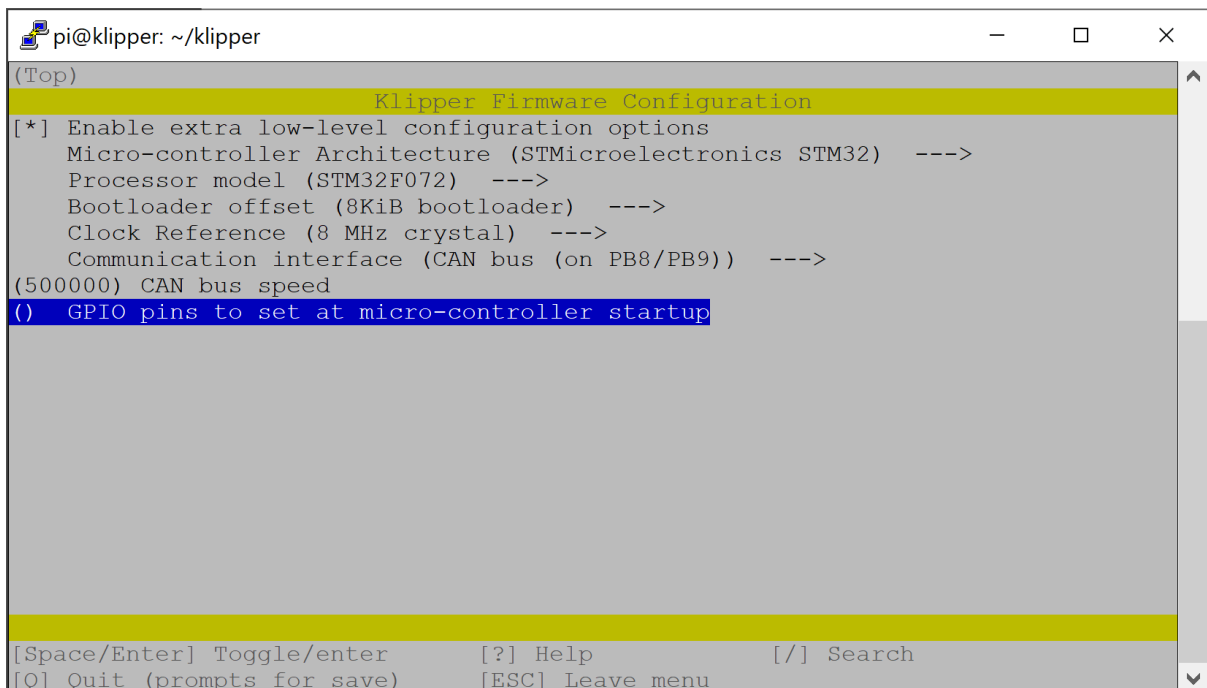 pi@klipper: ~/klipper
(Top)
Klipper Firmware Configuration
[*] Enable extra low-level configuration options
Micro-controller Architecture (STMicroelectronics STM32)  --->
Processor model (STM32F072)  --->
Bootloader offset (8KiB bootloader)  --->
Clock Reference (8 MHz crystal)  --->
Communication interface (CAN bus (on PB8/PB9))  --->
(500000) CAN bus speed
()  GPIO pins to set at micro-controller startup
[Space/Enter] Toggle/enter     [?] Help     [/] Search
[Q] Quit (prompts for save)     [ESC] Leave menu